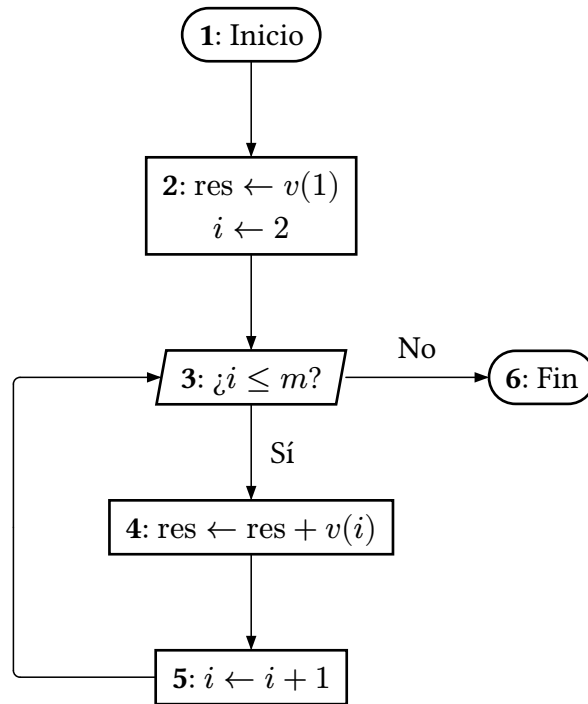 1: Inicio
2: res ← v(1)
i ← 2
3: ¿i ≤ m?
No
6: Fin
Sí
4: res ← res + v(i)
5: i ← i + 1